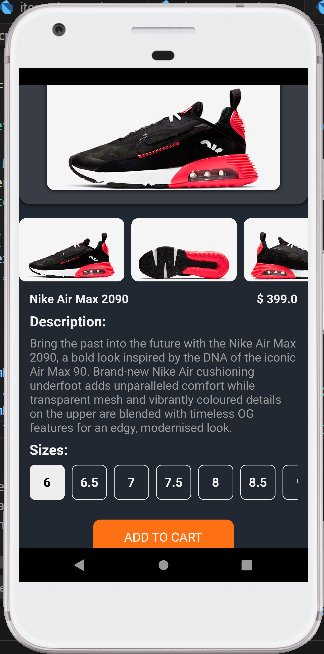 Nike Air Max 2090
$ 399.0
Description:
Bring the past into the future with the Nike Air Max
2090, a bold look inspired by the DNA of the iconic
Air Max 90. Brand-new Nike Air cushioning
underfoot adds unparalleled comfort while
transparent mesh and vibrantly coloured details
on the upper are blended with timeless OG
features for an edgy, modernised look.
Sizes:
6 6.5 7 7.5 8 8.5
ADD TO CART